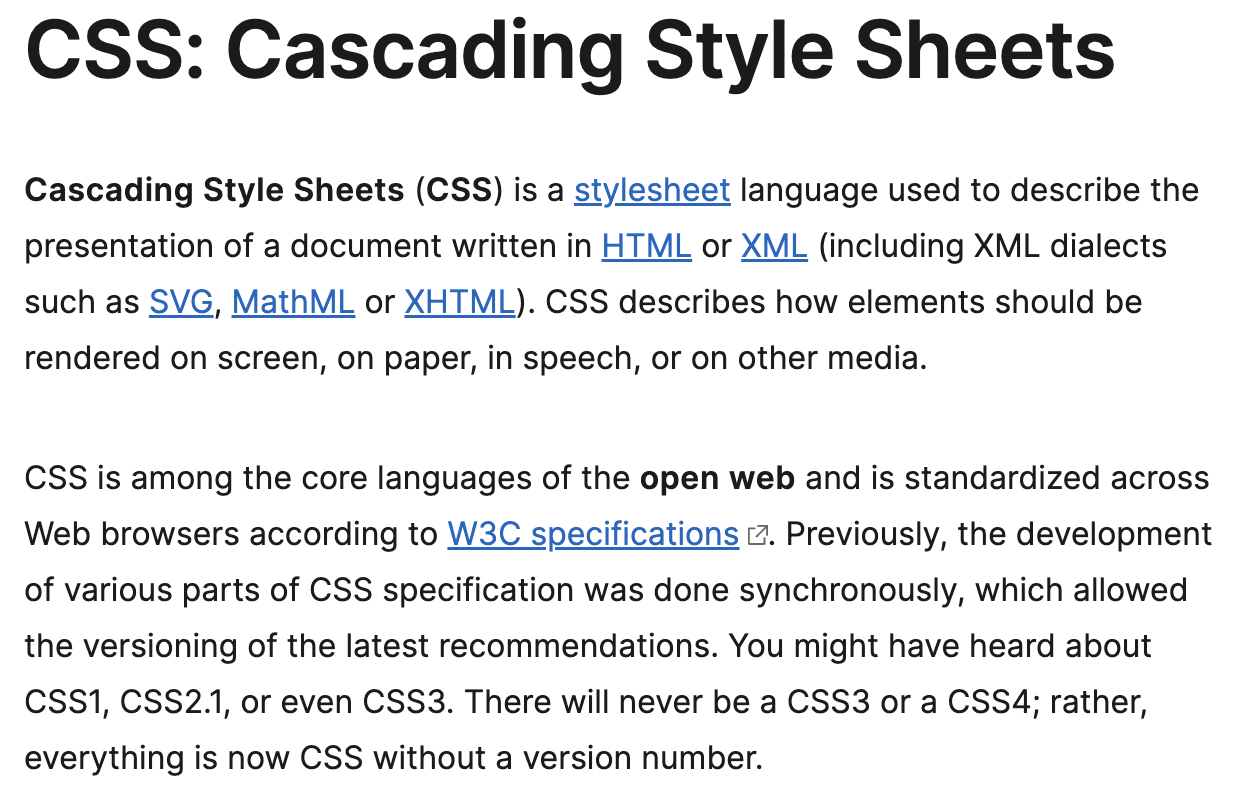 CSS: Cascading Style Sheets
Cascading Style Sheets (CSS) is a stylesheet language used to describe the
presentation of a document written in HTML or XML (including XML dialects
such as SVG, MathML or XHTML). CSS describes how elements should be
rendered on screen, on paper, in speech, or on other media.
CSS is among the core languages of the open web and is standardized across
Web browsers according to W3C specifications. Previously, the development
of various parts of CSS specification was done synchronously, which allowed
the versioning of the latest recommendations. You might have heard about
CSS1, CSS2.1, or even CSS3. There will never be a CSS3 or a CSS4; rather,
everything is now CSS without a version number.